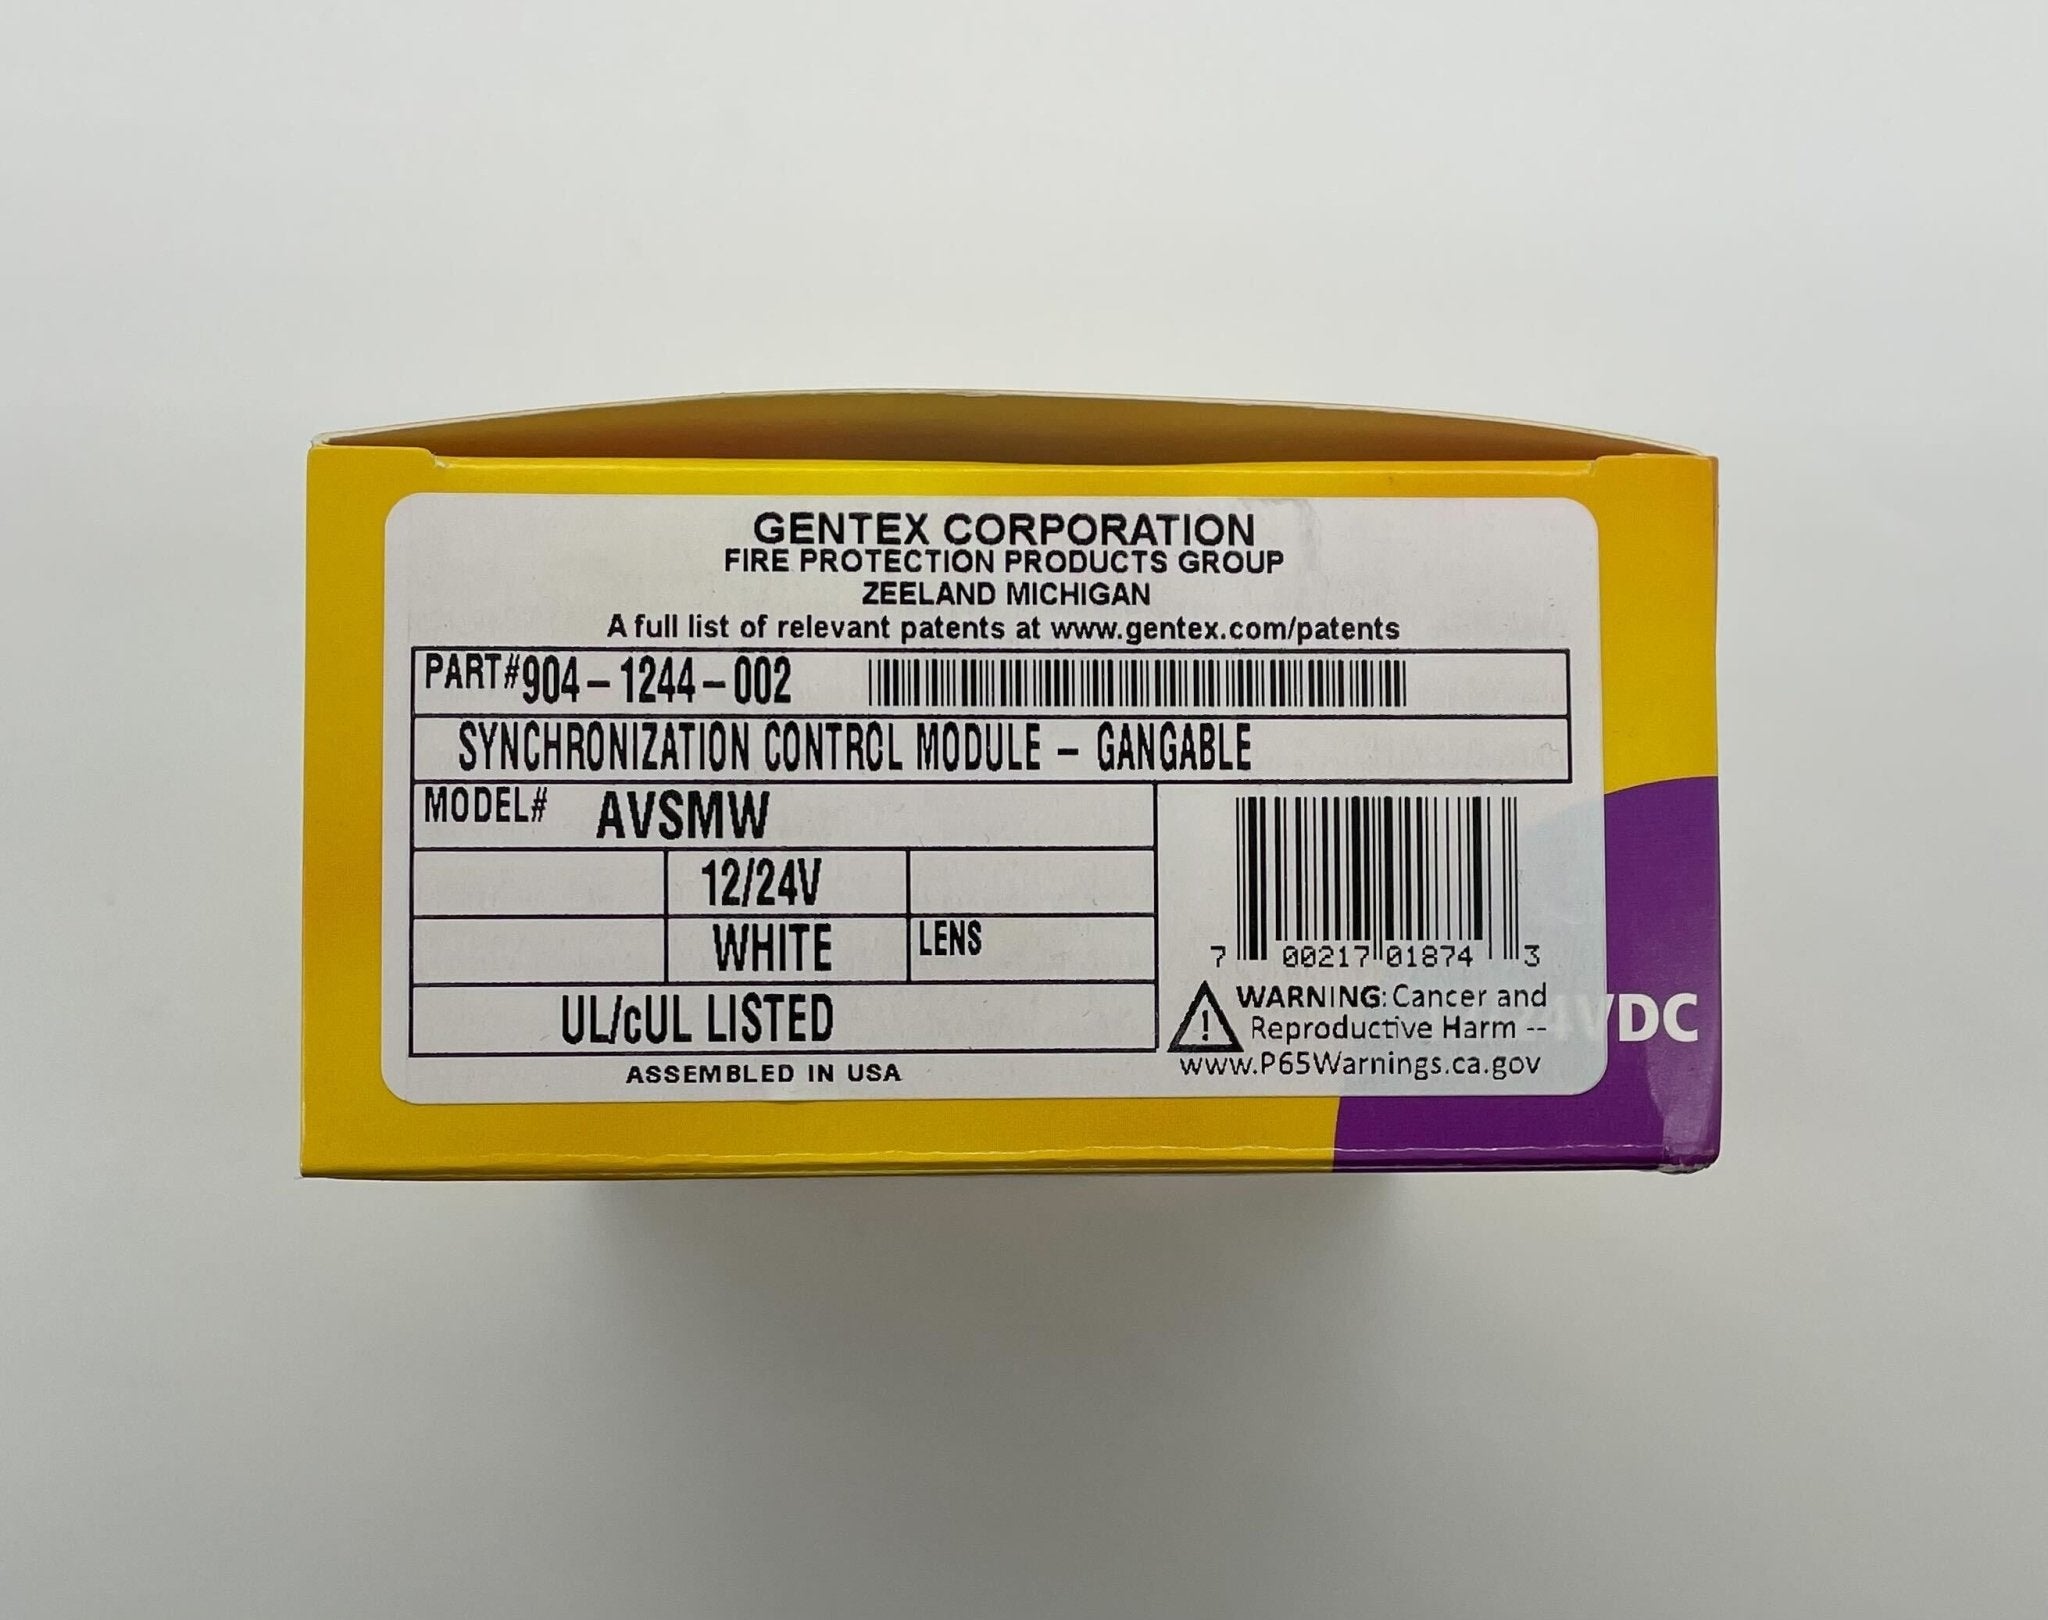 GENTEX CORPORATION
FIRE PROTECTION PRODUCTS GROUP
ZEELAND MICHIGAN
A full list of relevant patents at www.gentex.com/patents
PART# 904-1244-002
SYNCHRONIZATION CONTROL MODULE - GANGABLE
MODEL# AVSMW
12/24V
WHITE LENS
UL/cUL LISTED
ASSEMBLED IN USA
7 00217 01874 3
WARNING: Cancer and
Reproductive Harm --
www.P65Warnings.ca.gov
24VDC